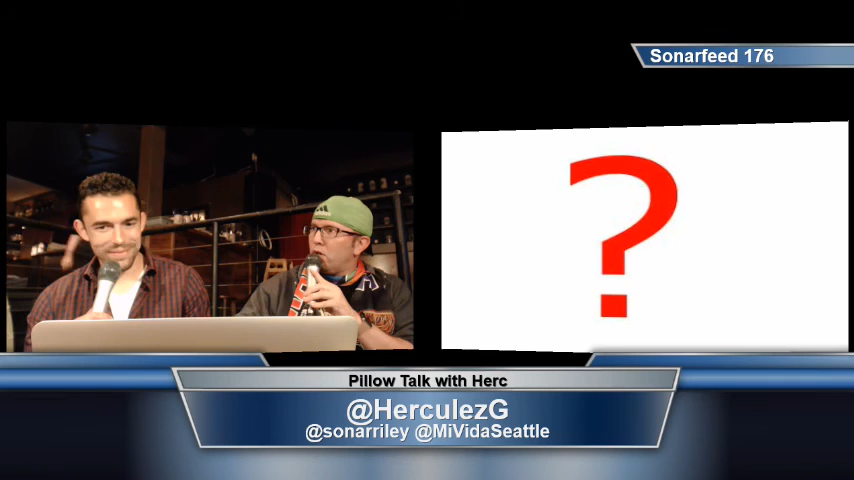 Sonarfeed 176
?
Pillow Talk with Herc
@HerculezG
@sonarriley @MiVidaSeattle